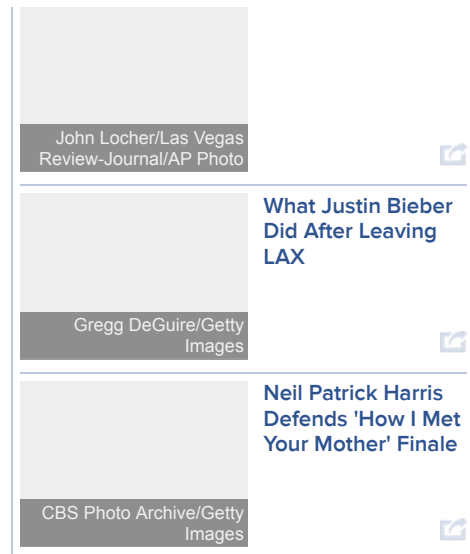 John Locher/Las Vegas
Review-Journal/AP Photo
What Justin Bieber
Did After Leaving
LAX
Gregg DeGuire/Getty
Images
Neil Patrick Harris
Defends 'How I Met
Your Mother' Finale
CBS Photo Archive/Getty
Images